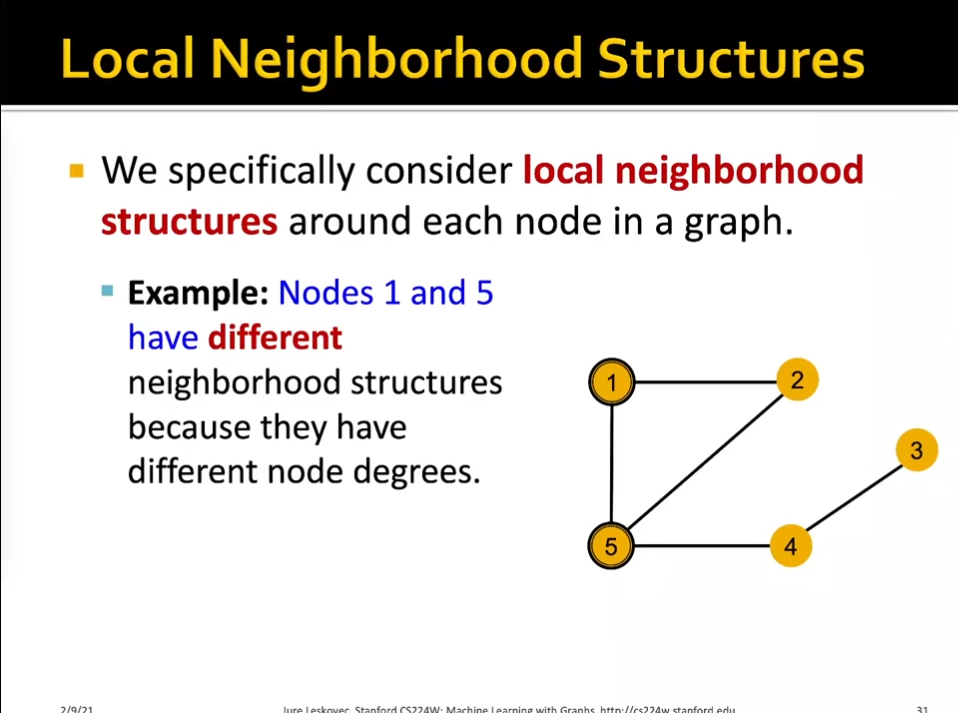 Local Neighborhood Structures
We specifically consider local neighborhood
structures around each node in a graph.
Example: Nodes 1 and 5
have different
neighborhood structures
because they have
different node degrees.
1
2
3
5
4
2/9/21
Jure Leskovec, Stanford CS224W: Machine Learning with Graphs, http://cs224w.stanford.edu
31